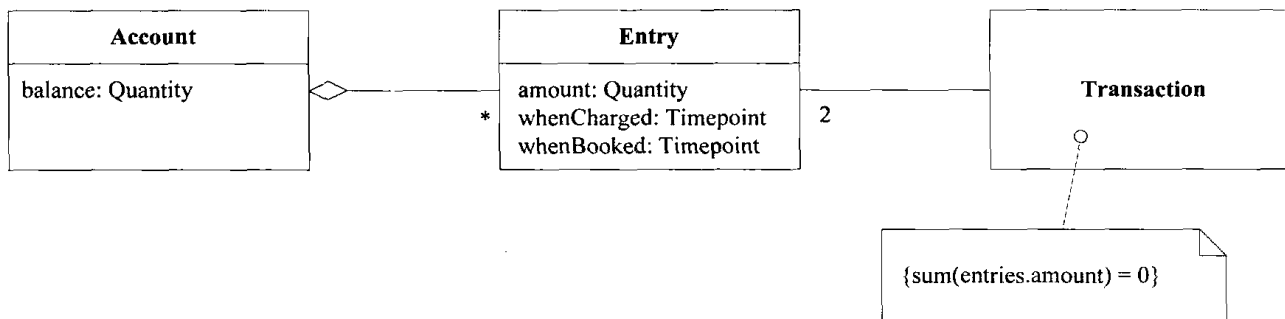 Account
balance: Quantity
*
Entry
amount: Quantity
whenCharged: Timepoint
whenBooked: Timepoint
2
Transaction
{sum(entries.amount) = 0}